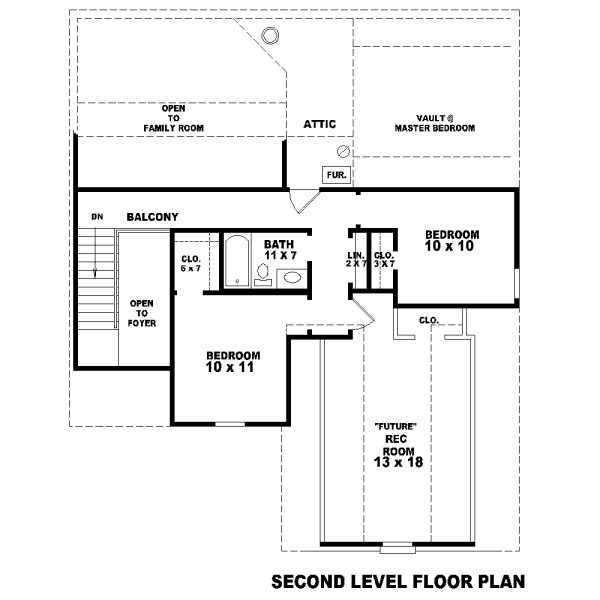 OPEN
TO
FAMILY ROOM
ATTIC
VAULT @
MASTER BEDROOM
FUR.
DN
BALCONY
BEDROOM
10 x 10
CLO.
6 x 7
BATH
11 X 7
LIN.
2 X 7
CLO.
3 X 7
OPEN
TO
FOYER
CLO.
BEDROOM
10 x 11
"FUTURE"
REC
ROOM
13 x 18
SECOND LEVEL FLOOR PLAN